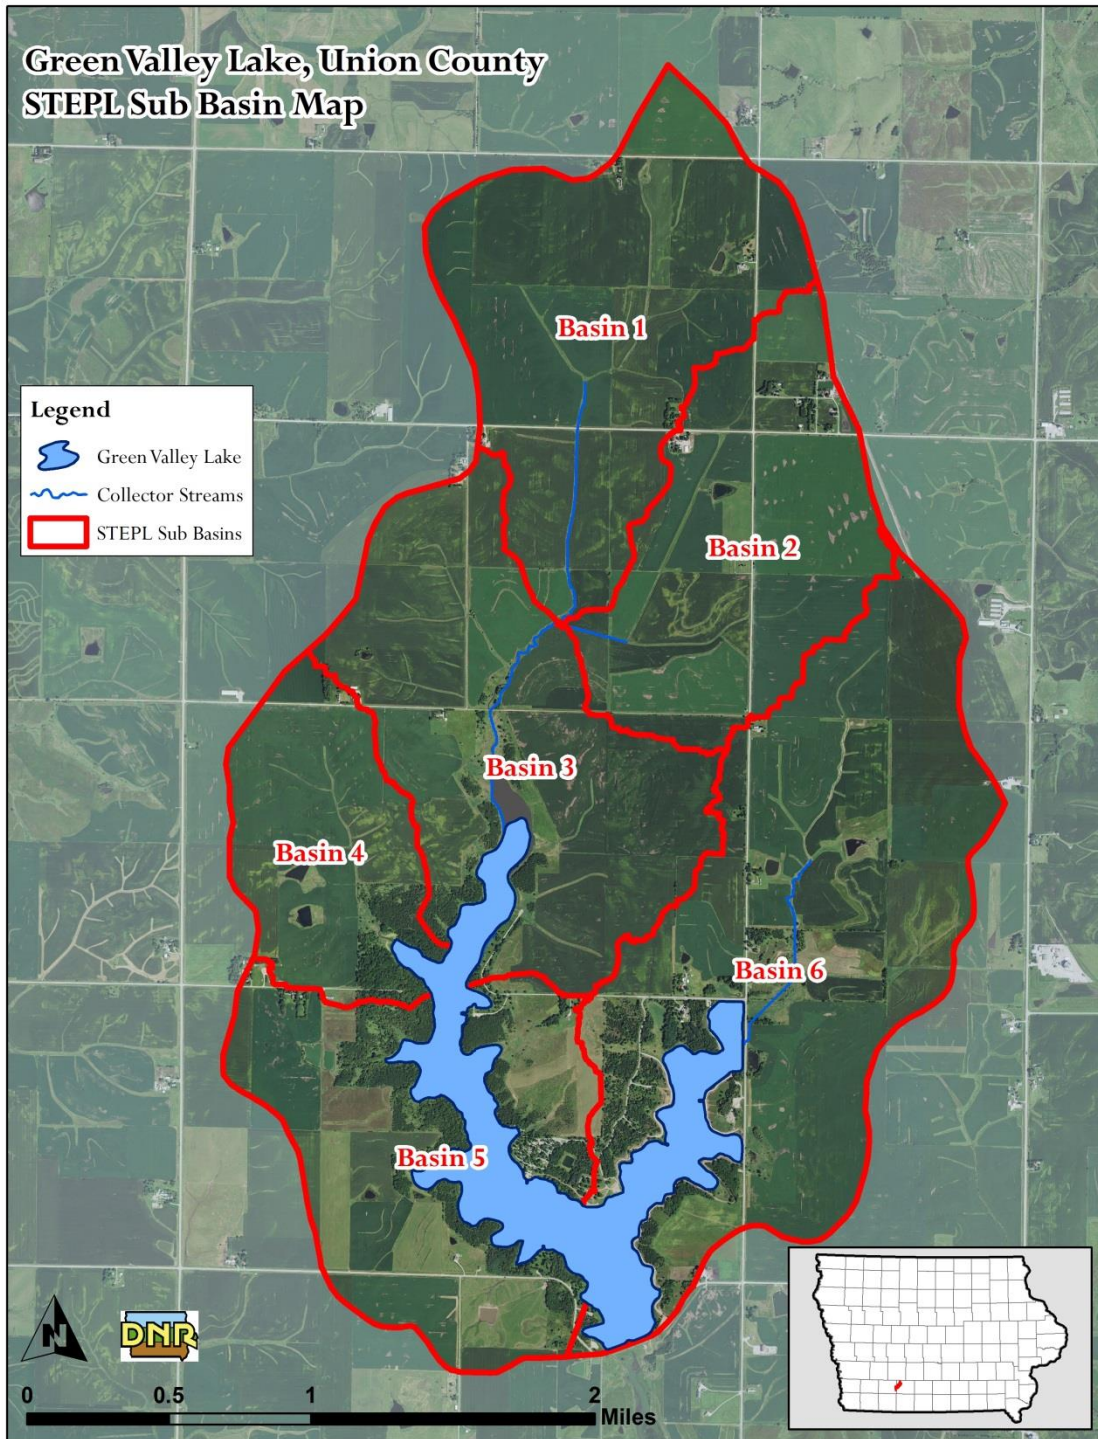 Green Valley Lake, Union County
STEPL Sub Basin Map
Basin 1
Legend
Green Valley Lake
Collector Streams
STEPL Sub Basins
Basin 2
Basin 3
Basin 4
Basin 6
Basin 5
N
DNR
0 0.5 1 2
Miles